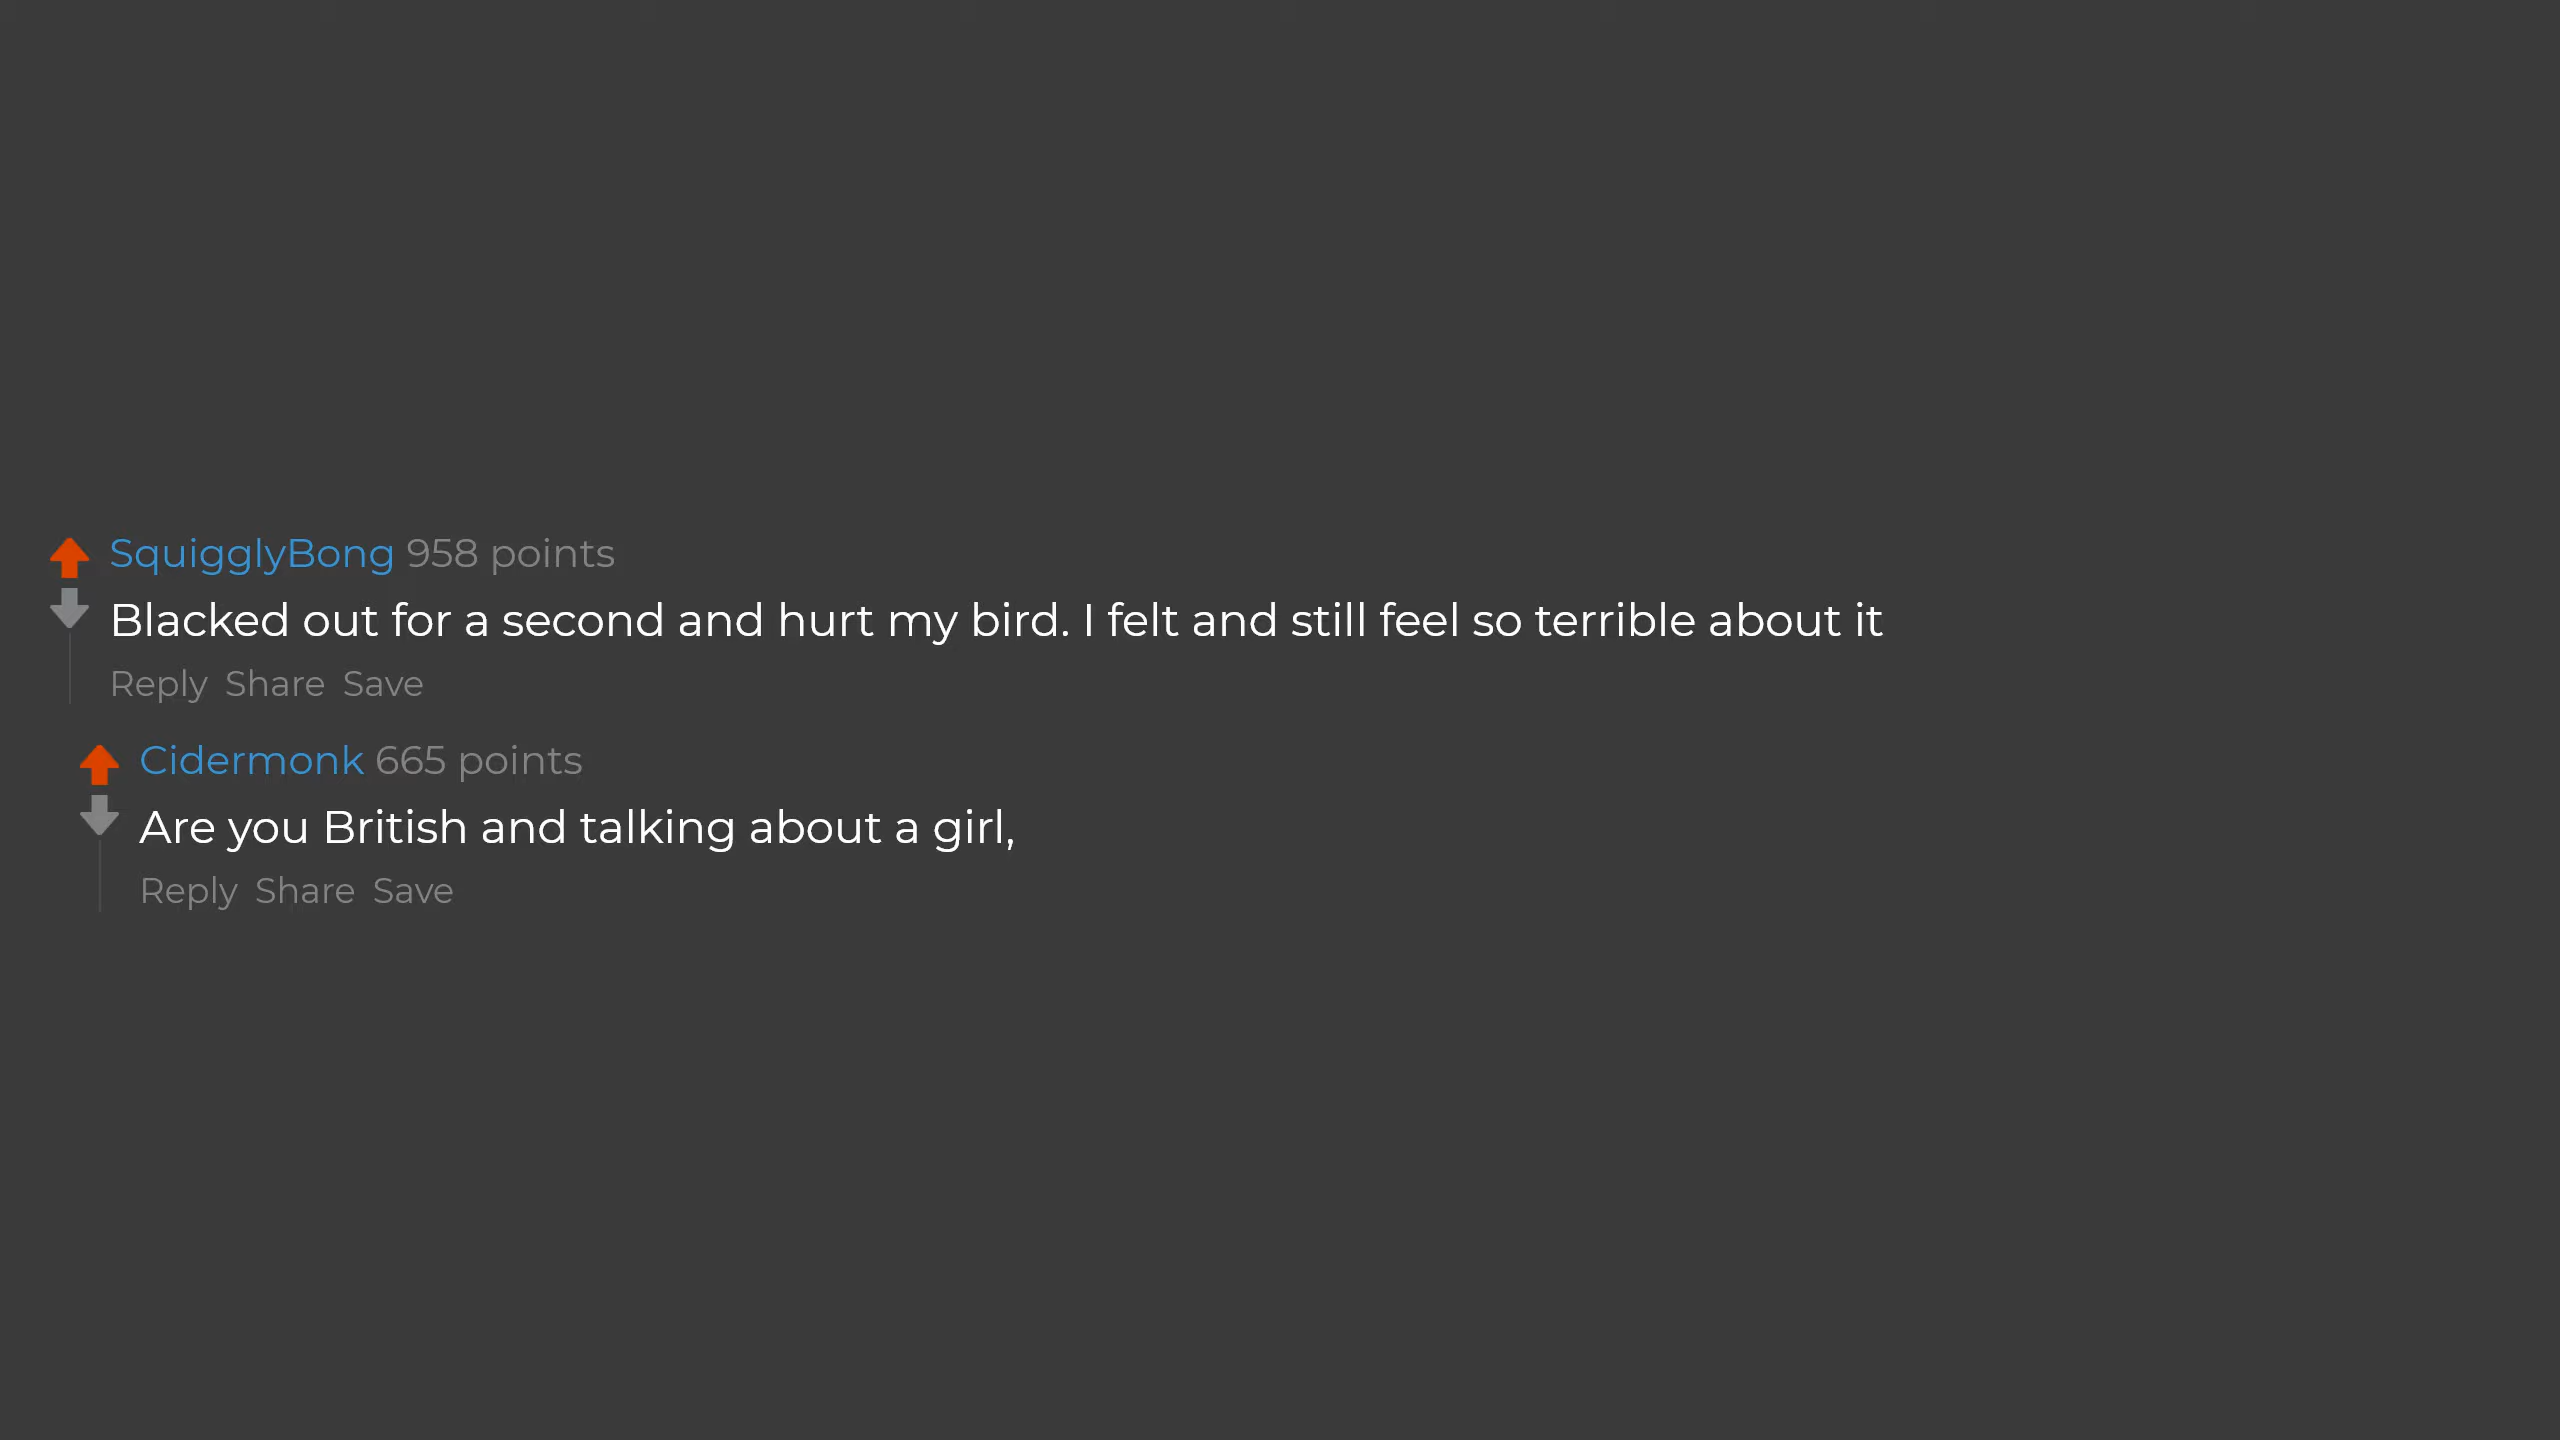 SquigglyBong 958 points
Blacked out for a second and hurt my bird. I felt and still feel so terrible about it
Reply Share Save
Cidermonk 665 points
Are you British and talking about a girl,
Reply Share Save